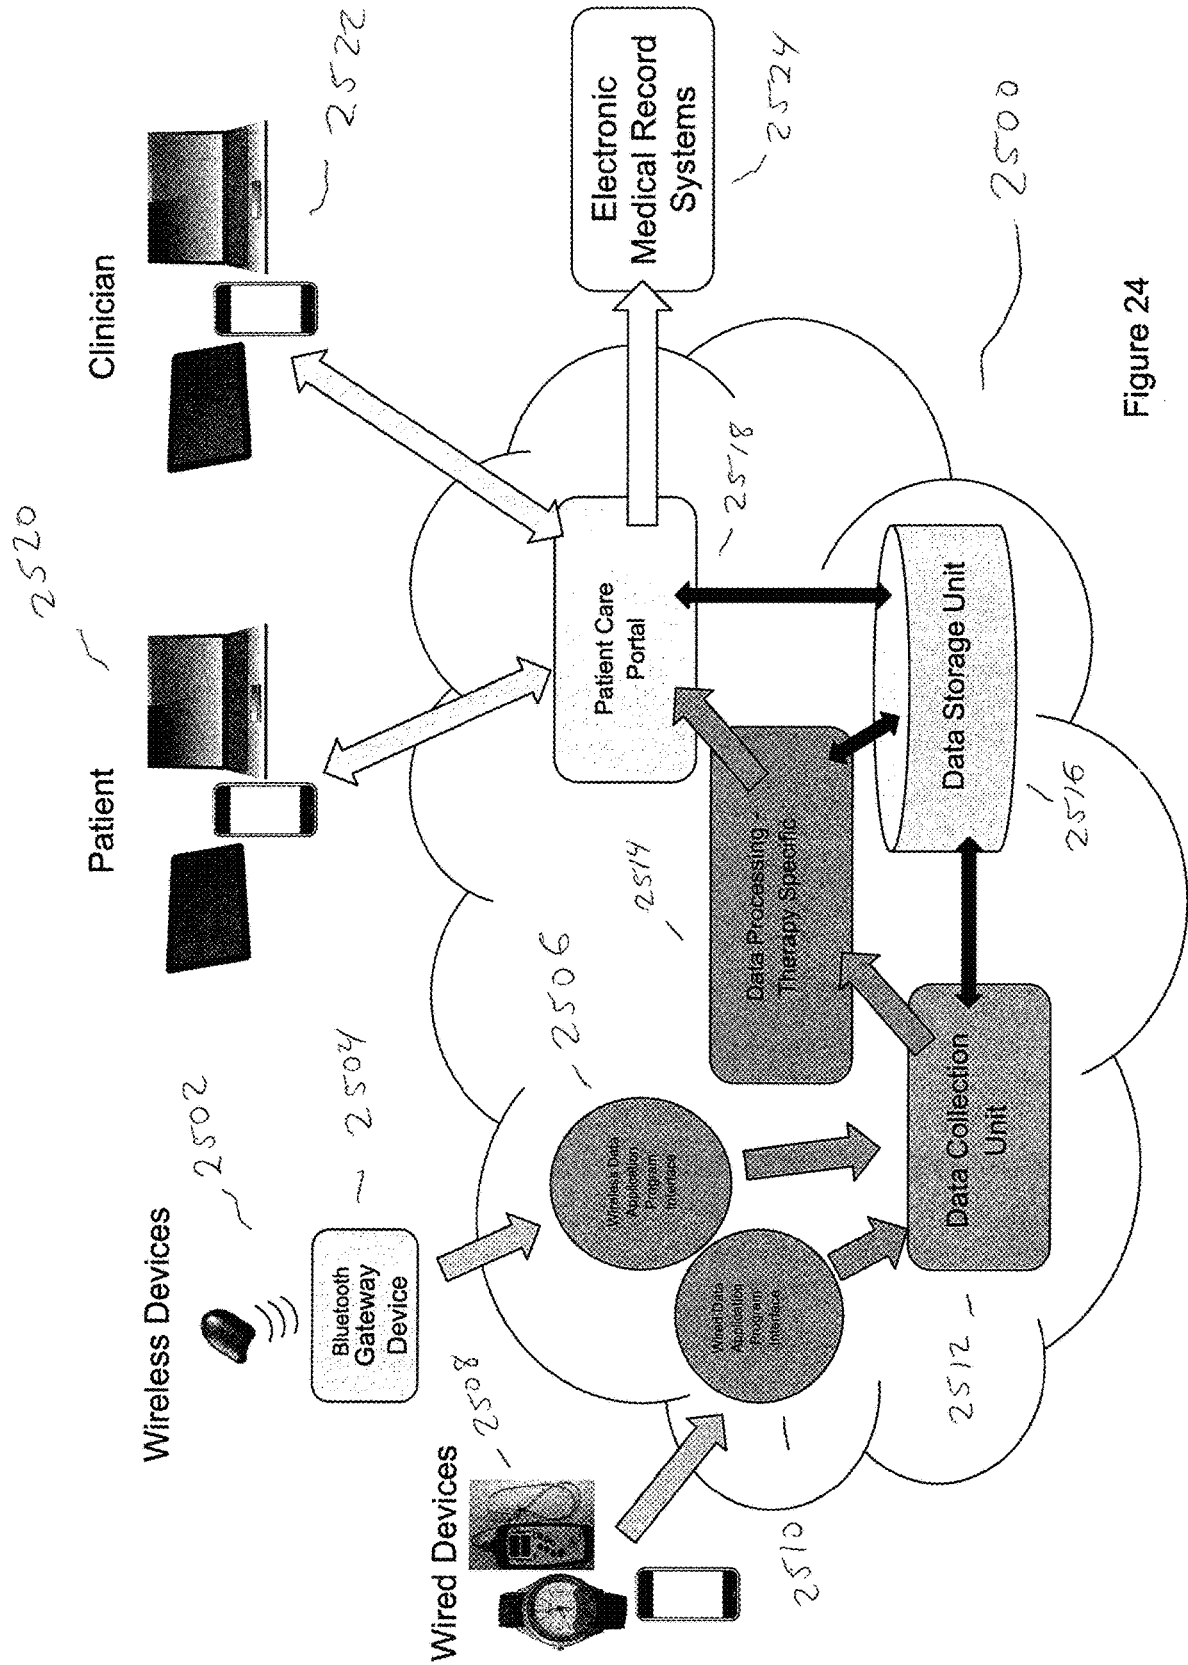 Wireless Devices
2502
Bluetooth
Gateway
Device
2504
Wired Devices
2508
2510
Wireless Data
Application
Program
Interface
2506
Wired Data
Application
Program
Interface
Data Collection
Unit
2512
Data Processing –
Therapy Specific
2514
Data Storage Unit
2516
Patient Care
Portal
2518
Patient
2520
Clinician
2522
Electronic
Medical Record
Systems
2524
2500
Figure 24